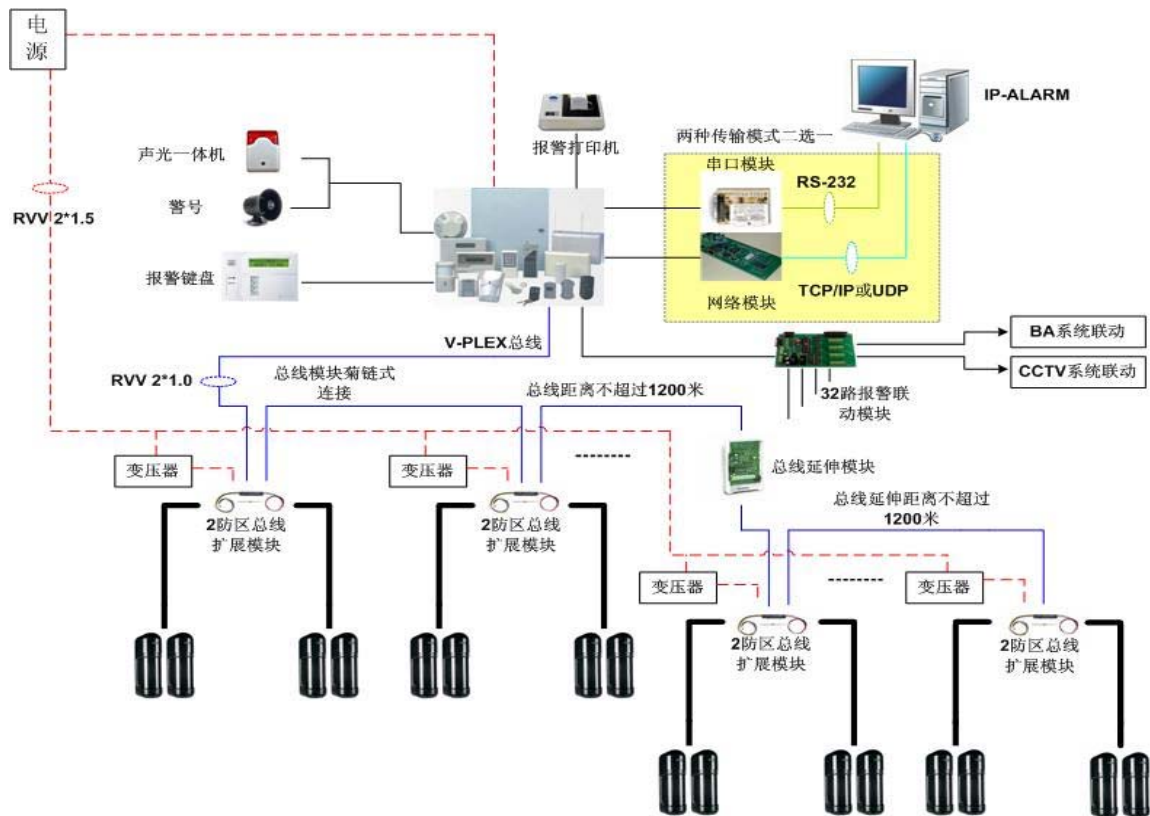 电
源
IP-ALARM
报警打印机
两种传输模式二选一
声光一体机
串口模块
RS-232
RVV 2*1.5
警号
报警键盘
TCP/IP或UDP
网络模块
V-PLEX总线
BA系统联动
CCTV系统联动
RVV 2*1.0
总线模块菊链式
连接
总线距离不超过1200米
32路报警联
动模块
变压器
变压器
总线延伸模块
总线延伸距离不超过
1200米
2防区总线
扩展模块
2防区总线
扩展模块
变压器
变压器
2防区总线
扩展模块
2防区总线
扩展模块